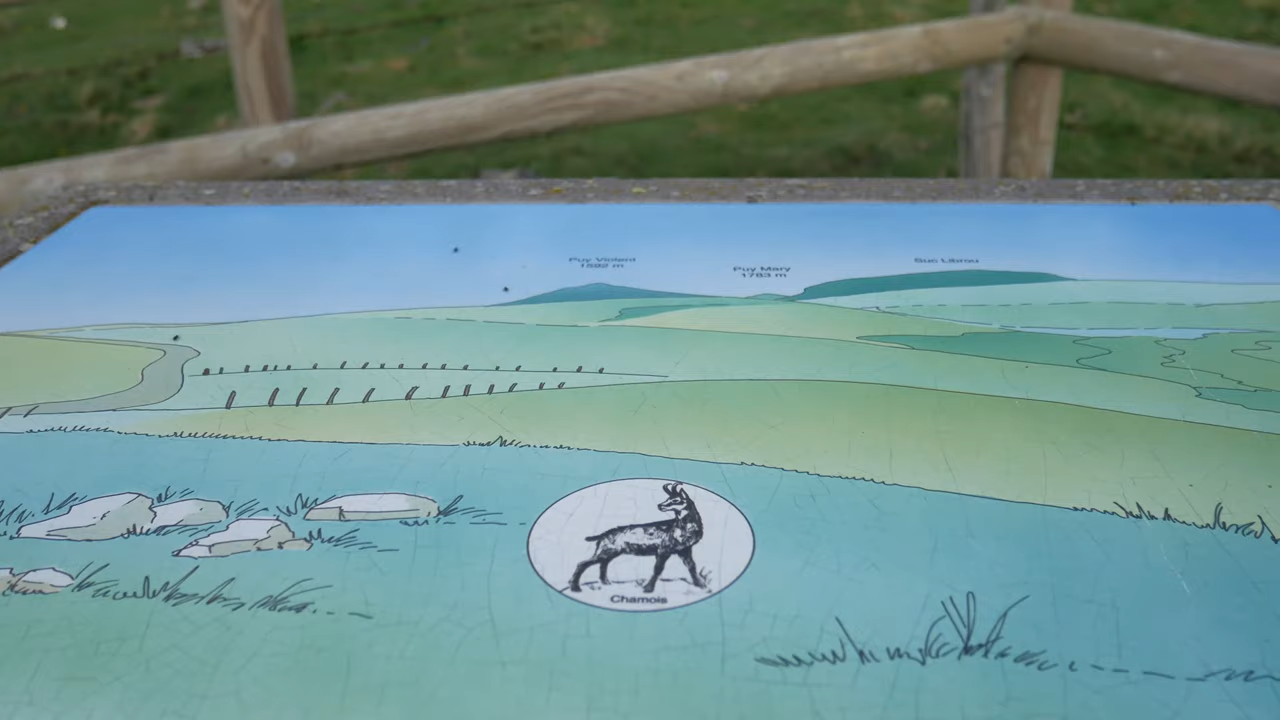 Puy Violent
1592 m
Puy Mary
1783 m
Suc Librou
Chamois